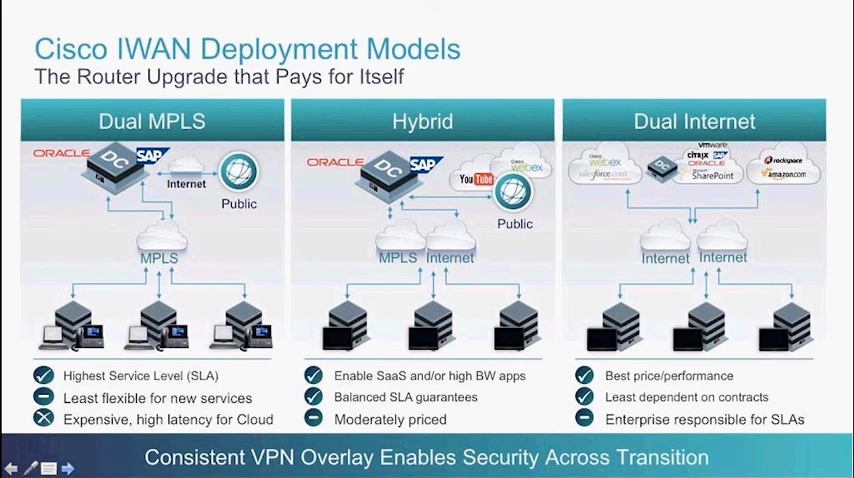 Cisco IWAN Deployment Models
The Router Upgrade that Pays for Itself
Dual MPLS
ORACLE
DC
SAP
Internet
Public
MPLS
Highest Service Level (SLA)
Least flexible for new services
Expensive, high latency for Cloud
Hybrid
ORACLE
DC
SAP
YouTube
Cisco
webex
Public
MPLS
Internet
Enable SaaS and/or high BW apps
Balanced SLA guarantees
Moderately priced
Dual Internet
Cisco
webex
salesforce.com
DC
vmware
CITRIX SAP
ORACLE
Microsoft
SharePoint
rackspace
amazon.com
Internet
Internet
Best price/performance
Least dependent on contracts
Enterprise responsible for SLAs
Consistent VPN Overlay Enables Security Across Transition